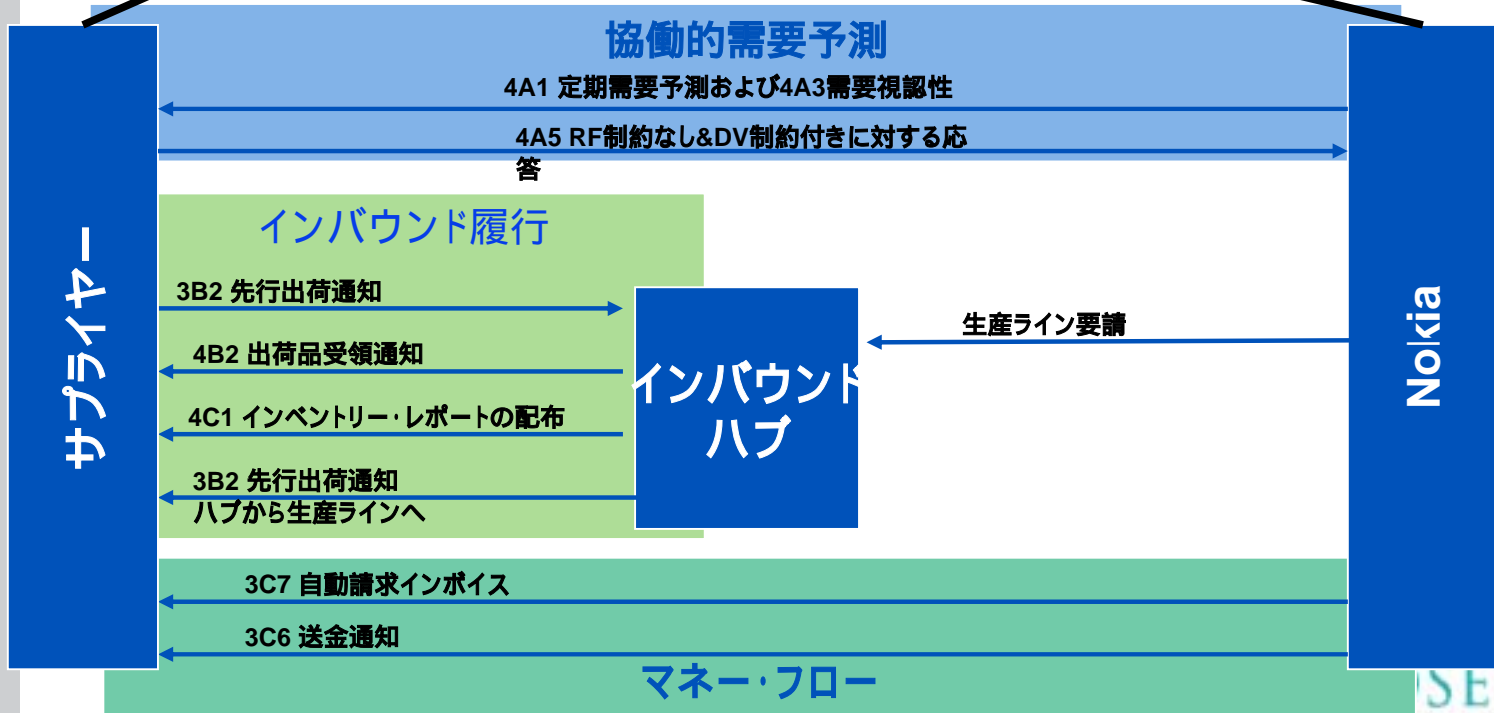 協働的需要予測
4A1 定期需要予測および4A3需要視認性
4A5 RF制約なし&DV制約付きに対する応
答
サプライヤー
インバウンド履行
3B2 先行出荷通知
4B2 出荷品受領通知
4C1 インベントリー・レポートの配布
3B2 先行出荷通知
ハブから生産ラインへ
インバウンド
ハブ
生産ライン要請
Nokia
3C7 自動請求インボイス
3C6 送金通知
マネー・フロー